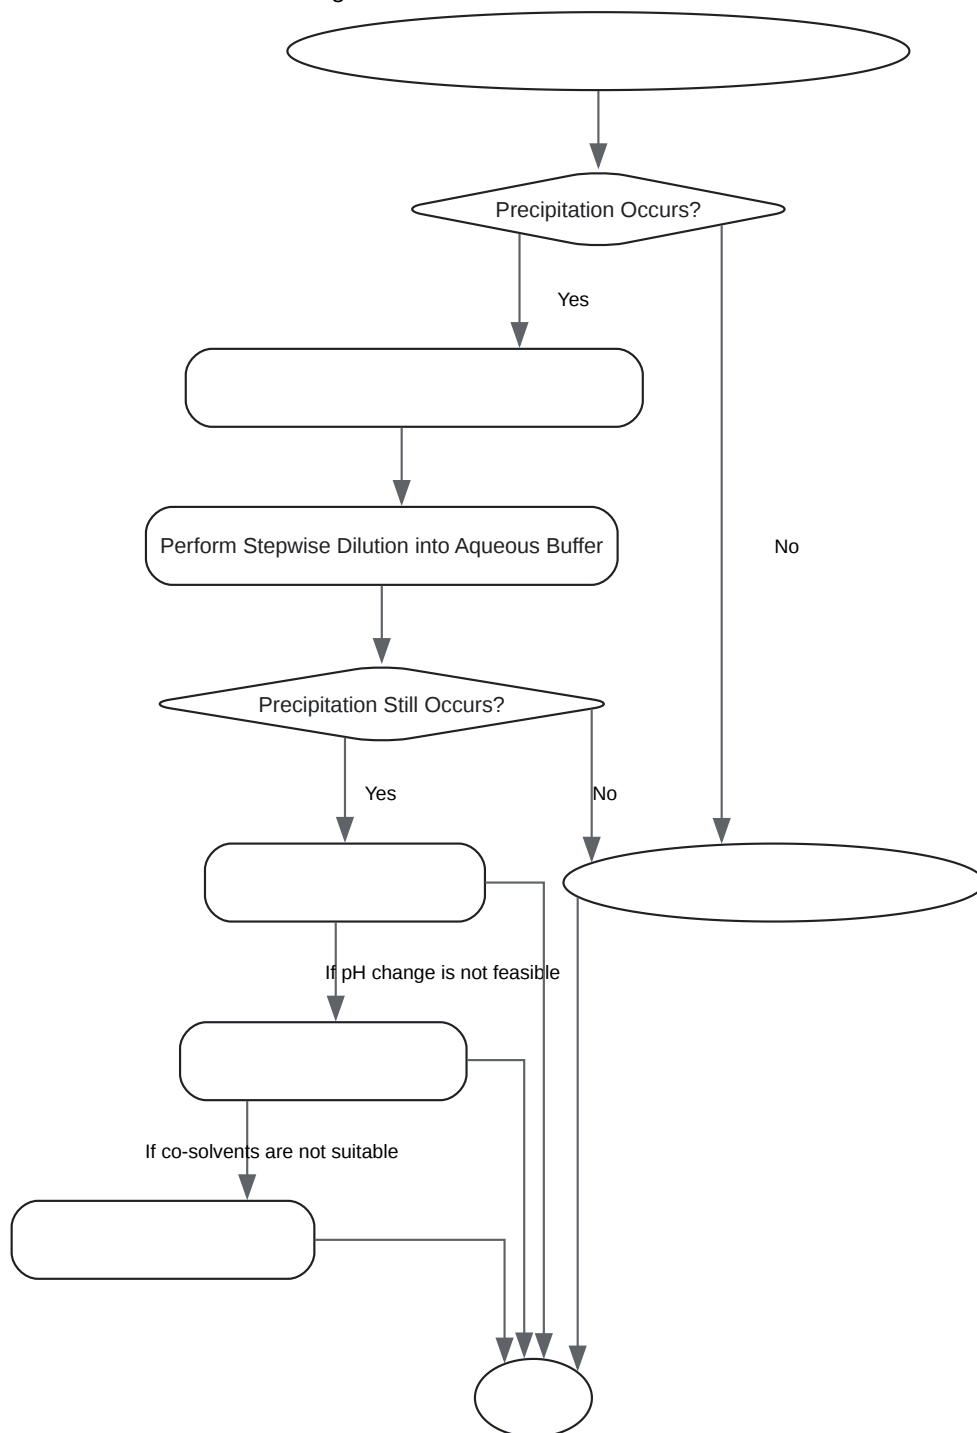 Precipitation Occurs?
Yes
Perform Stepwise Dilution into Aqueous Buffer
No
Precipitation Still Occurs?
Yes
No
If pH change is not feasible
If co-solvents are not suitable